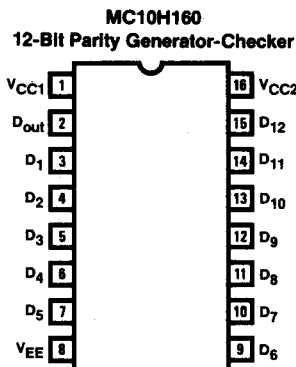 MC10H160
12-Bit Parity Generator-Checker
VCC1 1 16 VCC2
Dout 2 15 D12
D1 3 14 D11
D2 4 13 D10
D3 5 12 D9
D4 6 11 D8
D5 7 10 D7
VEE 8 9 D6